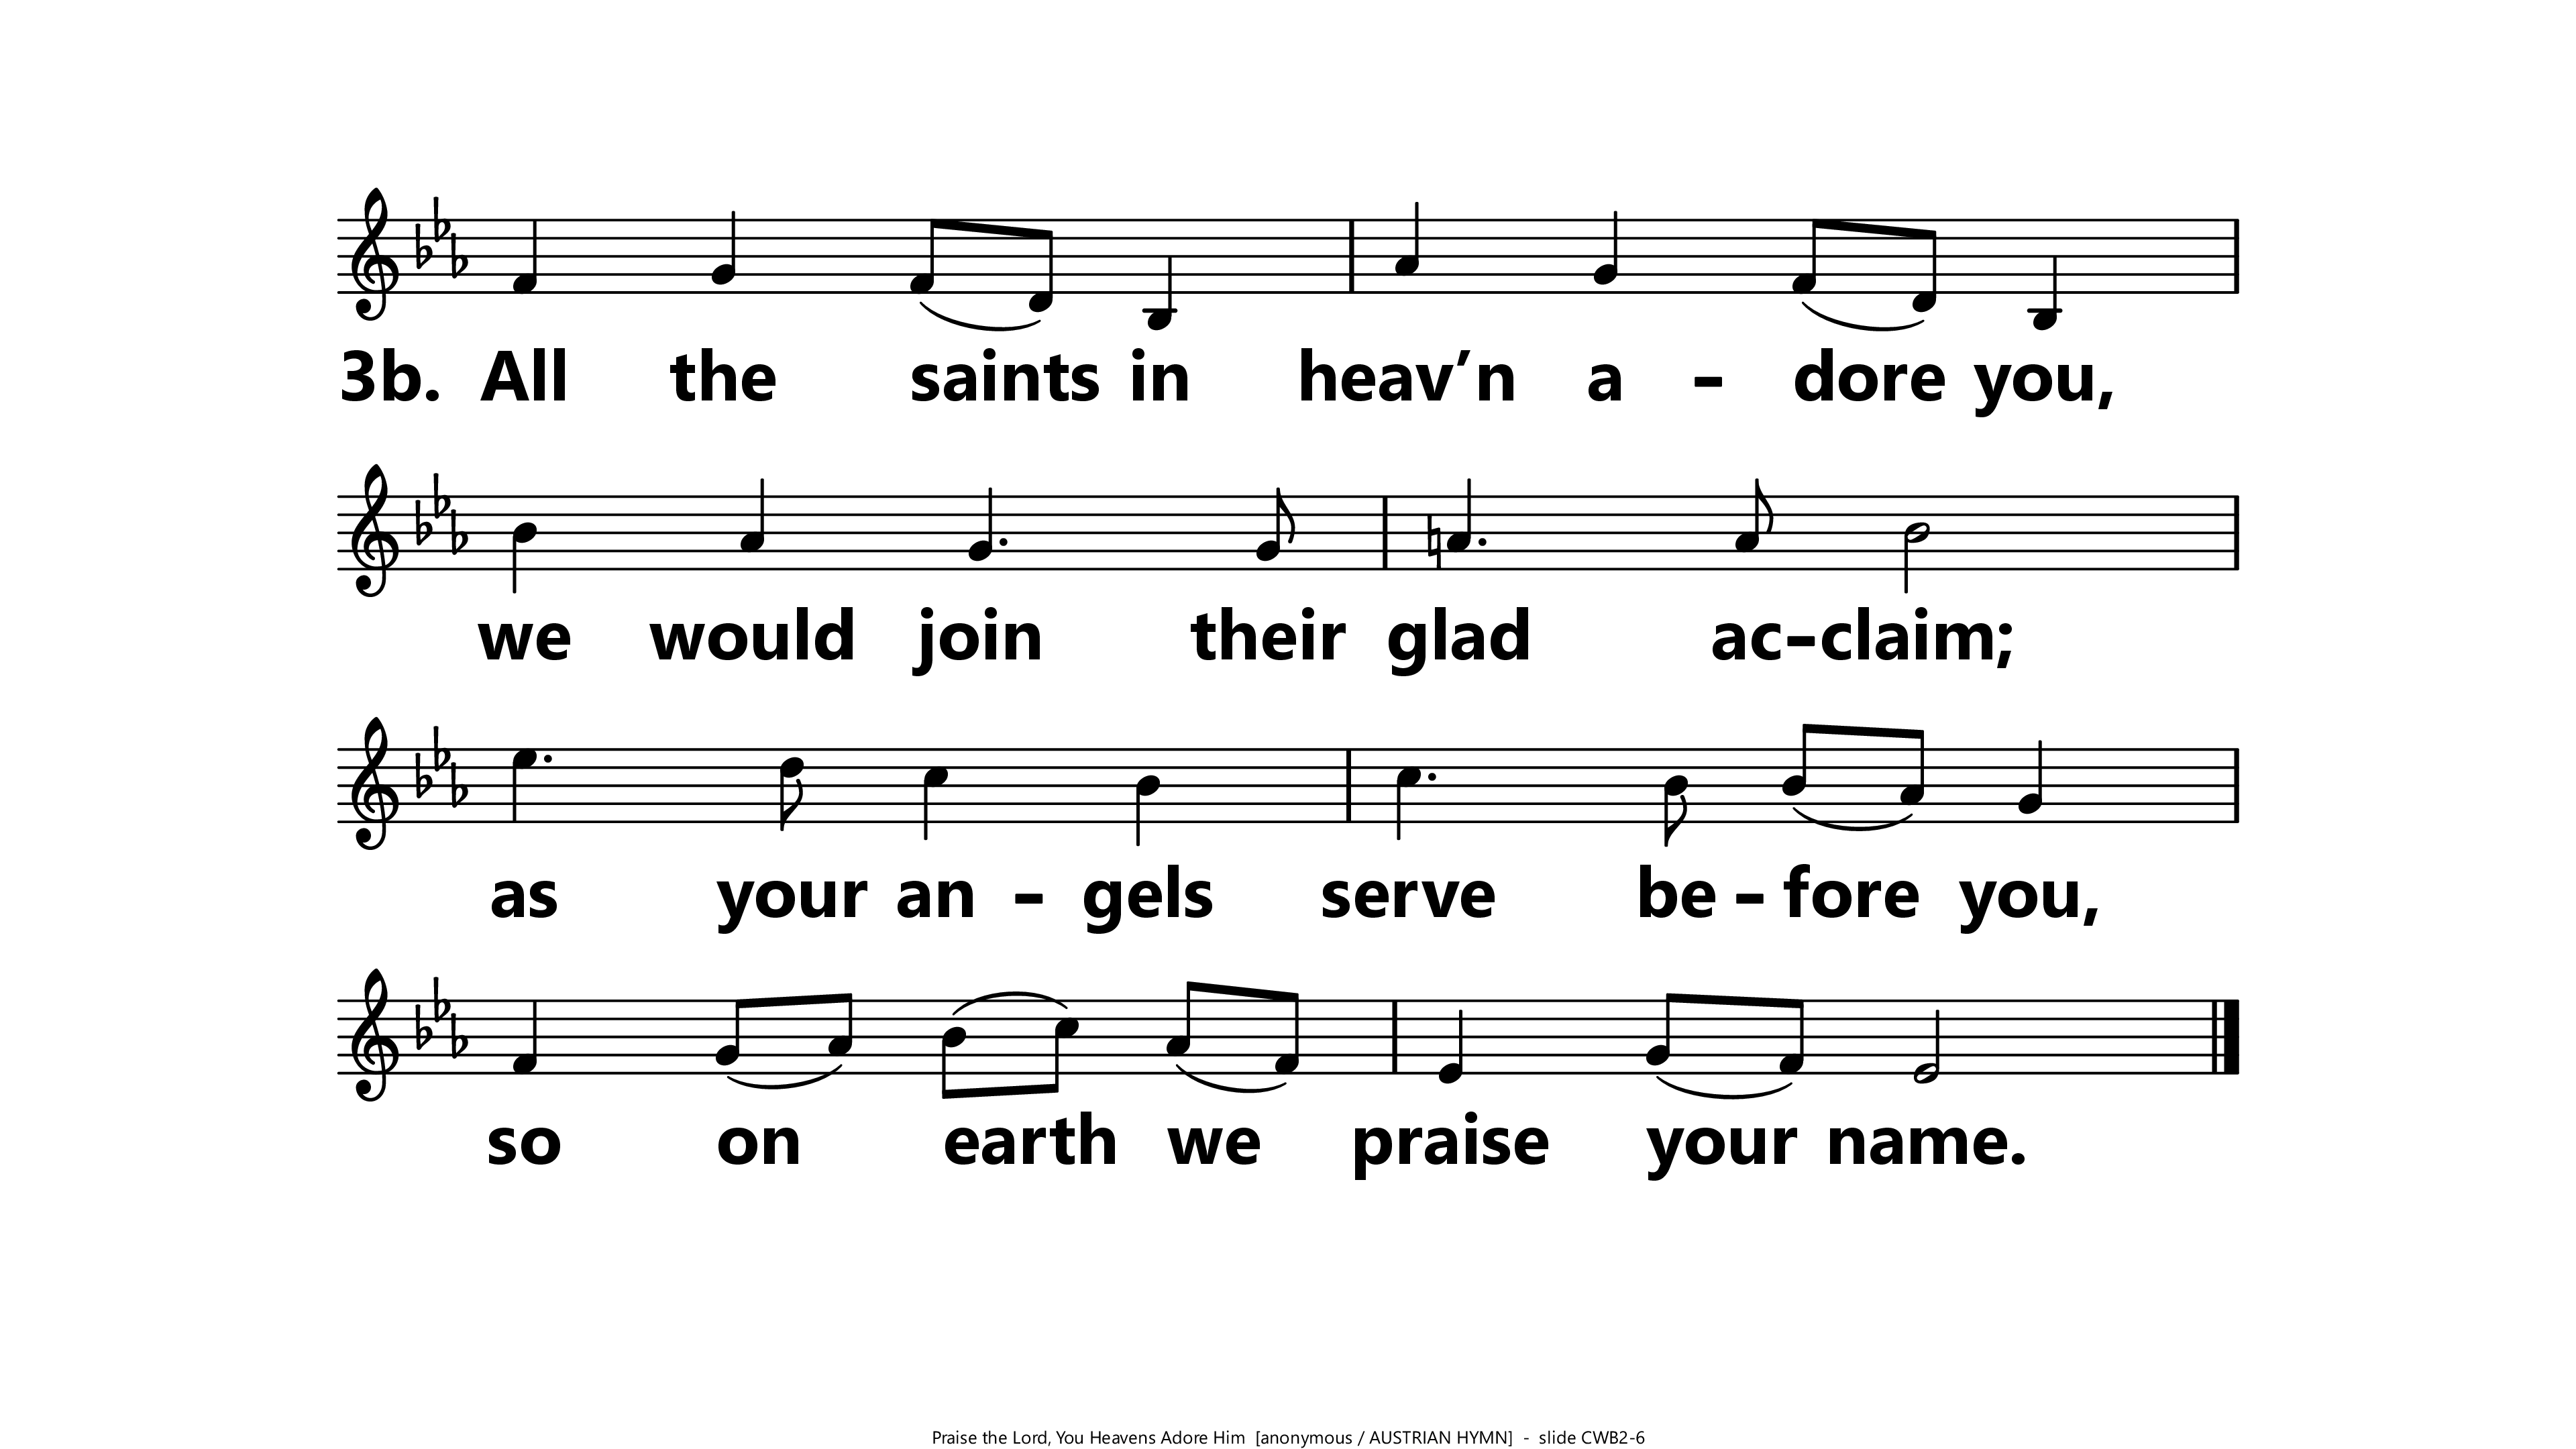 3b. All the saints in heav’n a – dore you,
we would join their glad ac–claim;
as your an – gels serve be – fore you,
so on earth we praise your name.
Praise the Lord, You Heavens Adore Him [anonymous / AUSTRIAN HYMN] - slide CWB2-6